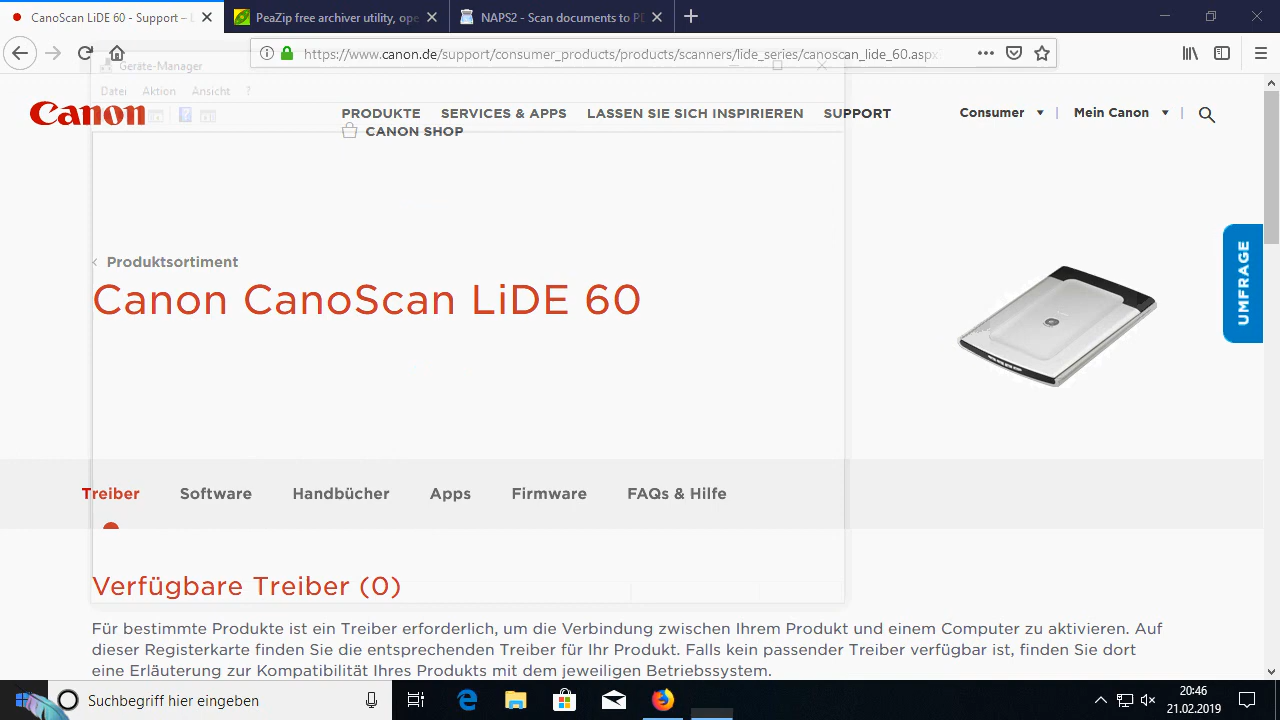 CanoScan LiDE 60 - Support –
PeaZip free archiver utility, ope
NAPS2 - Scan documents to PD
https://www.canon.de/support/consumer_products/products/scanners/lide_series/canoscan_lide_60.aspx
Geräte-Manager
Datei Aktion Ansicht ?
Canon
PRODUKTE SERVICES & APPS LASSEN SIE SICH INSPIRIEREN SUPPORT
CANON SHOP
Consumer
Mein Canon
Produktsortiment
Canon CanoScan LiDE 60
UMFRAGE
Treiber Software Handbücher Apps Firmware FAQs & Hilfe
Verfügbare Treiber (0)
Für bestimmte Produkte ist ein Treiber erforderlich, um die Verbindung zwischen Ihrem Produkt und einem Computer zu aktivieren. Auf
dieser Registerkarte finden Sie die entsprechenden Treiber für Ihr Produkt. Falls kein passender Treiber verfügbar ist, finden Sie dort
eine Erläuterung zur Kompatibilität Ihres Produkts mit dem jeweiligen Betriebssystem.
Suchbegriff hier eingeben
20:46
21.02.2019